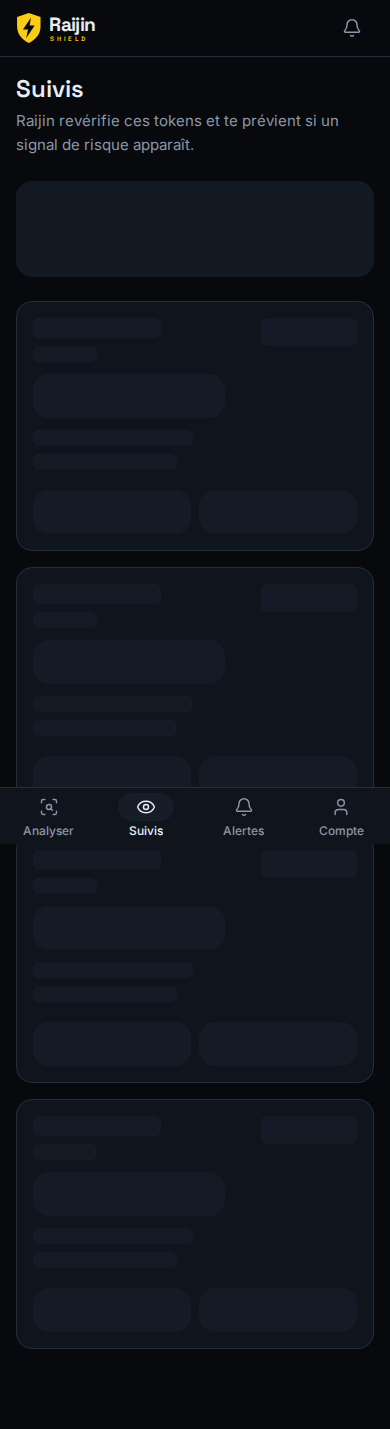 Raijin
SHIELD
Suivis
Raijin revérifie ces tokens et te prévient si un
signal de risque apparaît.
Analyser
Suivis
Alertes
Compte